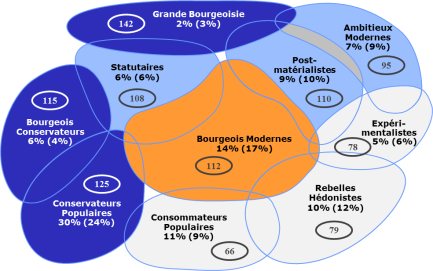 Grande Bourgeoisie
2% (3%)
142
Ambitieux
Modernes
7% (9%)
95
Statutaires
6% (6%)
108
Post-
matérialistes
9% (10%)
110
115
Bourgeois
Conservateurs
6% (4%)
Bourgeois Modernes
14% (17%)
112
Expéri-
mentalistes
5% (6%)
78
125
Conservateurs
Populaires
30% (24%)
Rebelles
Hédonistes
10% (12%)
79
Consommateurs
Populaires
11% (9%)
66